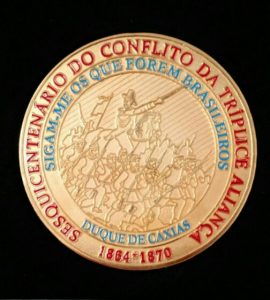 SESQUICENTENÁRIO DO CONFLITO DA TRÍPLICE ALIANÇA
SIGAM-ME OS QUE FOREM BRASILEIROS
DUQUE DE CAXIAS
1864-1870